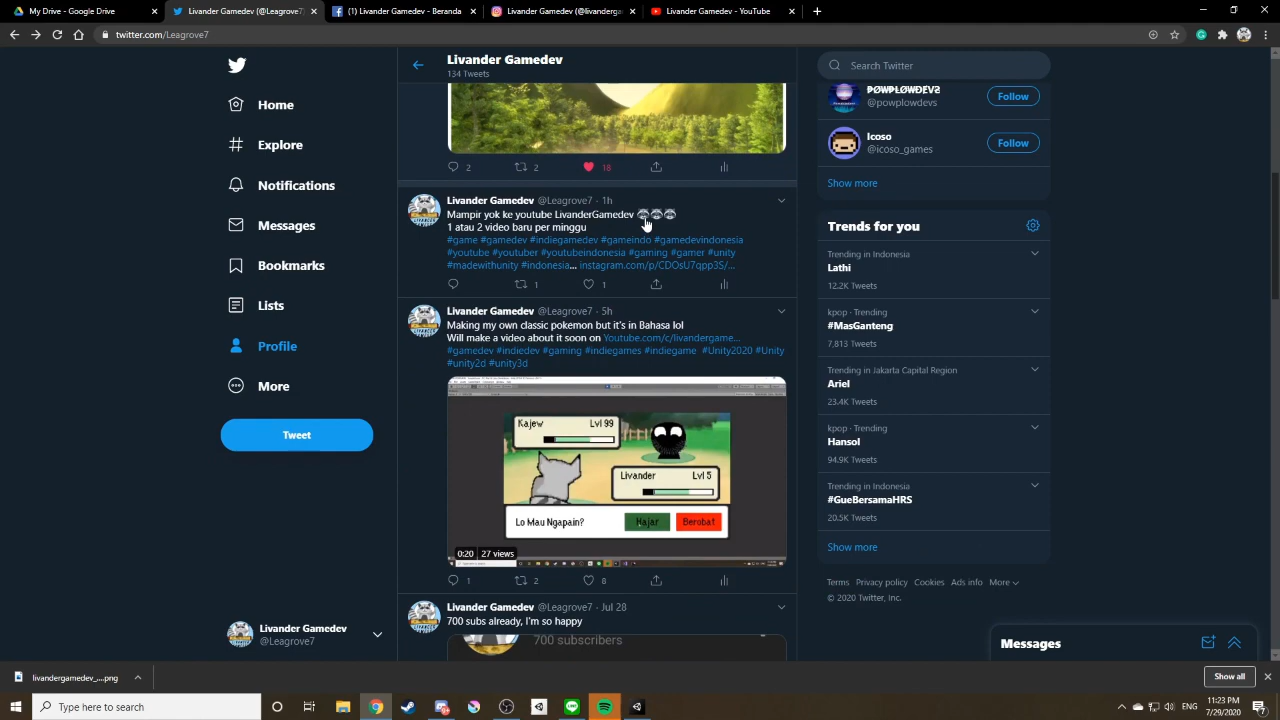 My Drive - Google Drive
Livander Gamedev (@Leagrove7)
(1) Livander Gamedev - Beranda
Livander Gamedev (@livanderga
Livander Gamedev - YouTube
twitter.com/Leagrove7
Home
Explore
Notifications
Messages
Bookmarks
Lists
Profile
More
Tweet
Livander Gamedev
@Leagrove7
Livander Gamedev
134 Tweets
2 2 18
Livander Gamedev @Leagrove7 · 1h
Mampir yok ke youtube LivanderGamedev 🦝🦝🦝
1 atau 2 video baru per minggu
#game #gamedev #indiegamedev #gameindo #gamedevindonesia
#youtube #youtuber #youtubeindonesia #gaming #gamer #unity
#madewithunity #indonesia... instagram.com/p/CDOsU7qpp3S/...
1 1
Livander Gamedev @Leagrove7 · 5h
Making my own classic pokemon but it's in Bahasa lol
Will make a video about it soon on Youtube.com/c/livandergame...
#gamedev #indiedev #gaming #indiegames #indiegame #Unity2020 #Unity
#unity2d #unity3d
Kajew Lvl 99
Livander Lvl 5
Lo Mau Ngapain? Hajar Berobat
0:20 27 views
1 2 8
Livander Gamedev @Leagrove7 · Jul 28
700 subs already, I'm so happy
700 subscribers
Search Twitter
@powplowdevs
Follow
Icoso
@icoso_games
Follow
Show more
Trends for you
Trending in Indonesia
Lathi
12.2K Tweets
kpop · Trending
#MasGanteng
7,813 Tweets
Trending in Jakarta Capital Region
Ariel
23.4K Tweets
kpop · Trending
Hansol
94.9K Tweets
Trending in Indonesia
#GueBersamaHRS
20.5K Tweets
Show more
Terms Privacy policy Cookies Ads info More
© 2020 Twitter, Inc.
Messages
livandergamedev_....png
Show all
Type here to search
ENG
11:23 PM
7/29/2020